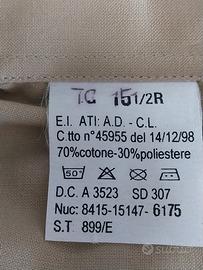 T.G 15 1/2R
E.I. ATI: A.D. - C.L.
C.tto n°45955 del 14/12/98
70%cotone-30%poliestere
50°
D.C. A 3523 SD 307
Nuc: 8415-15147- 6175
S.T 899/E
subito